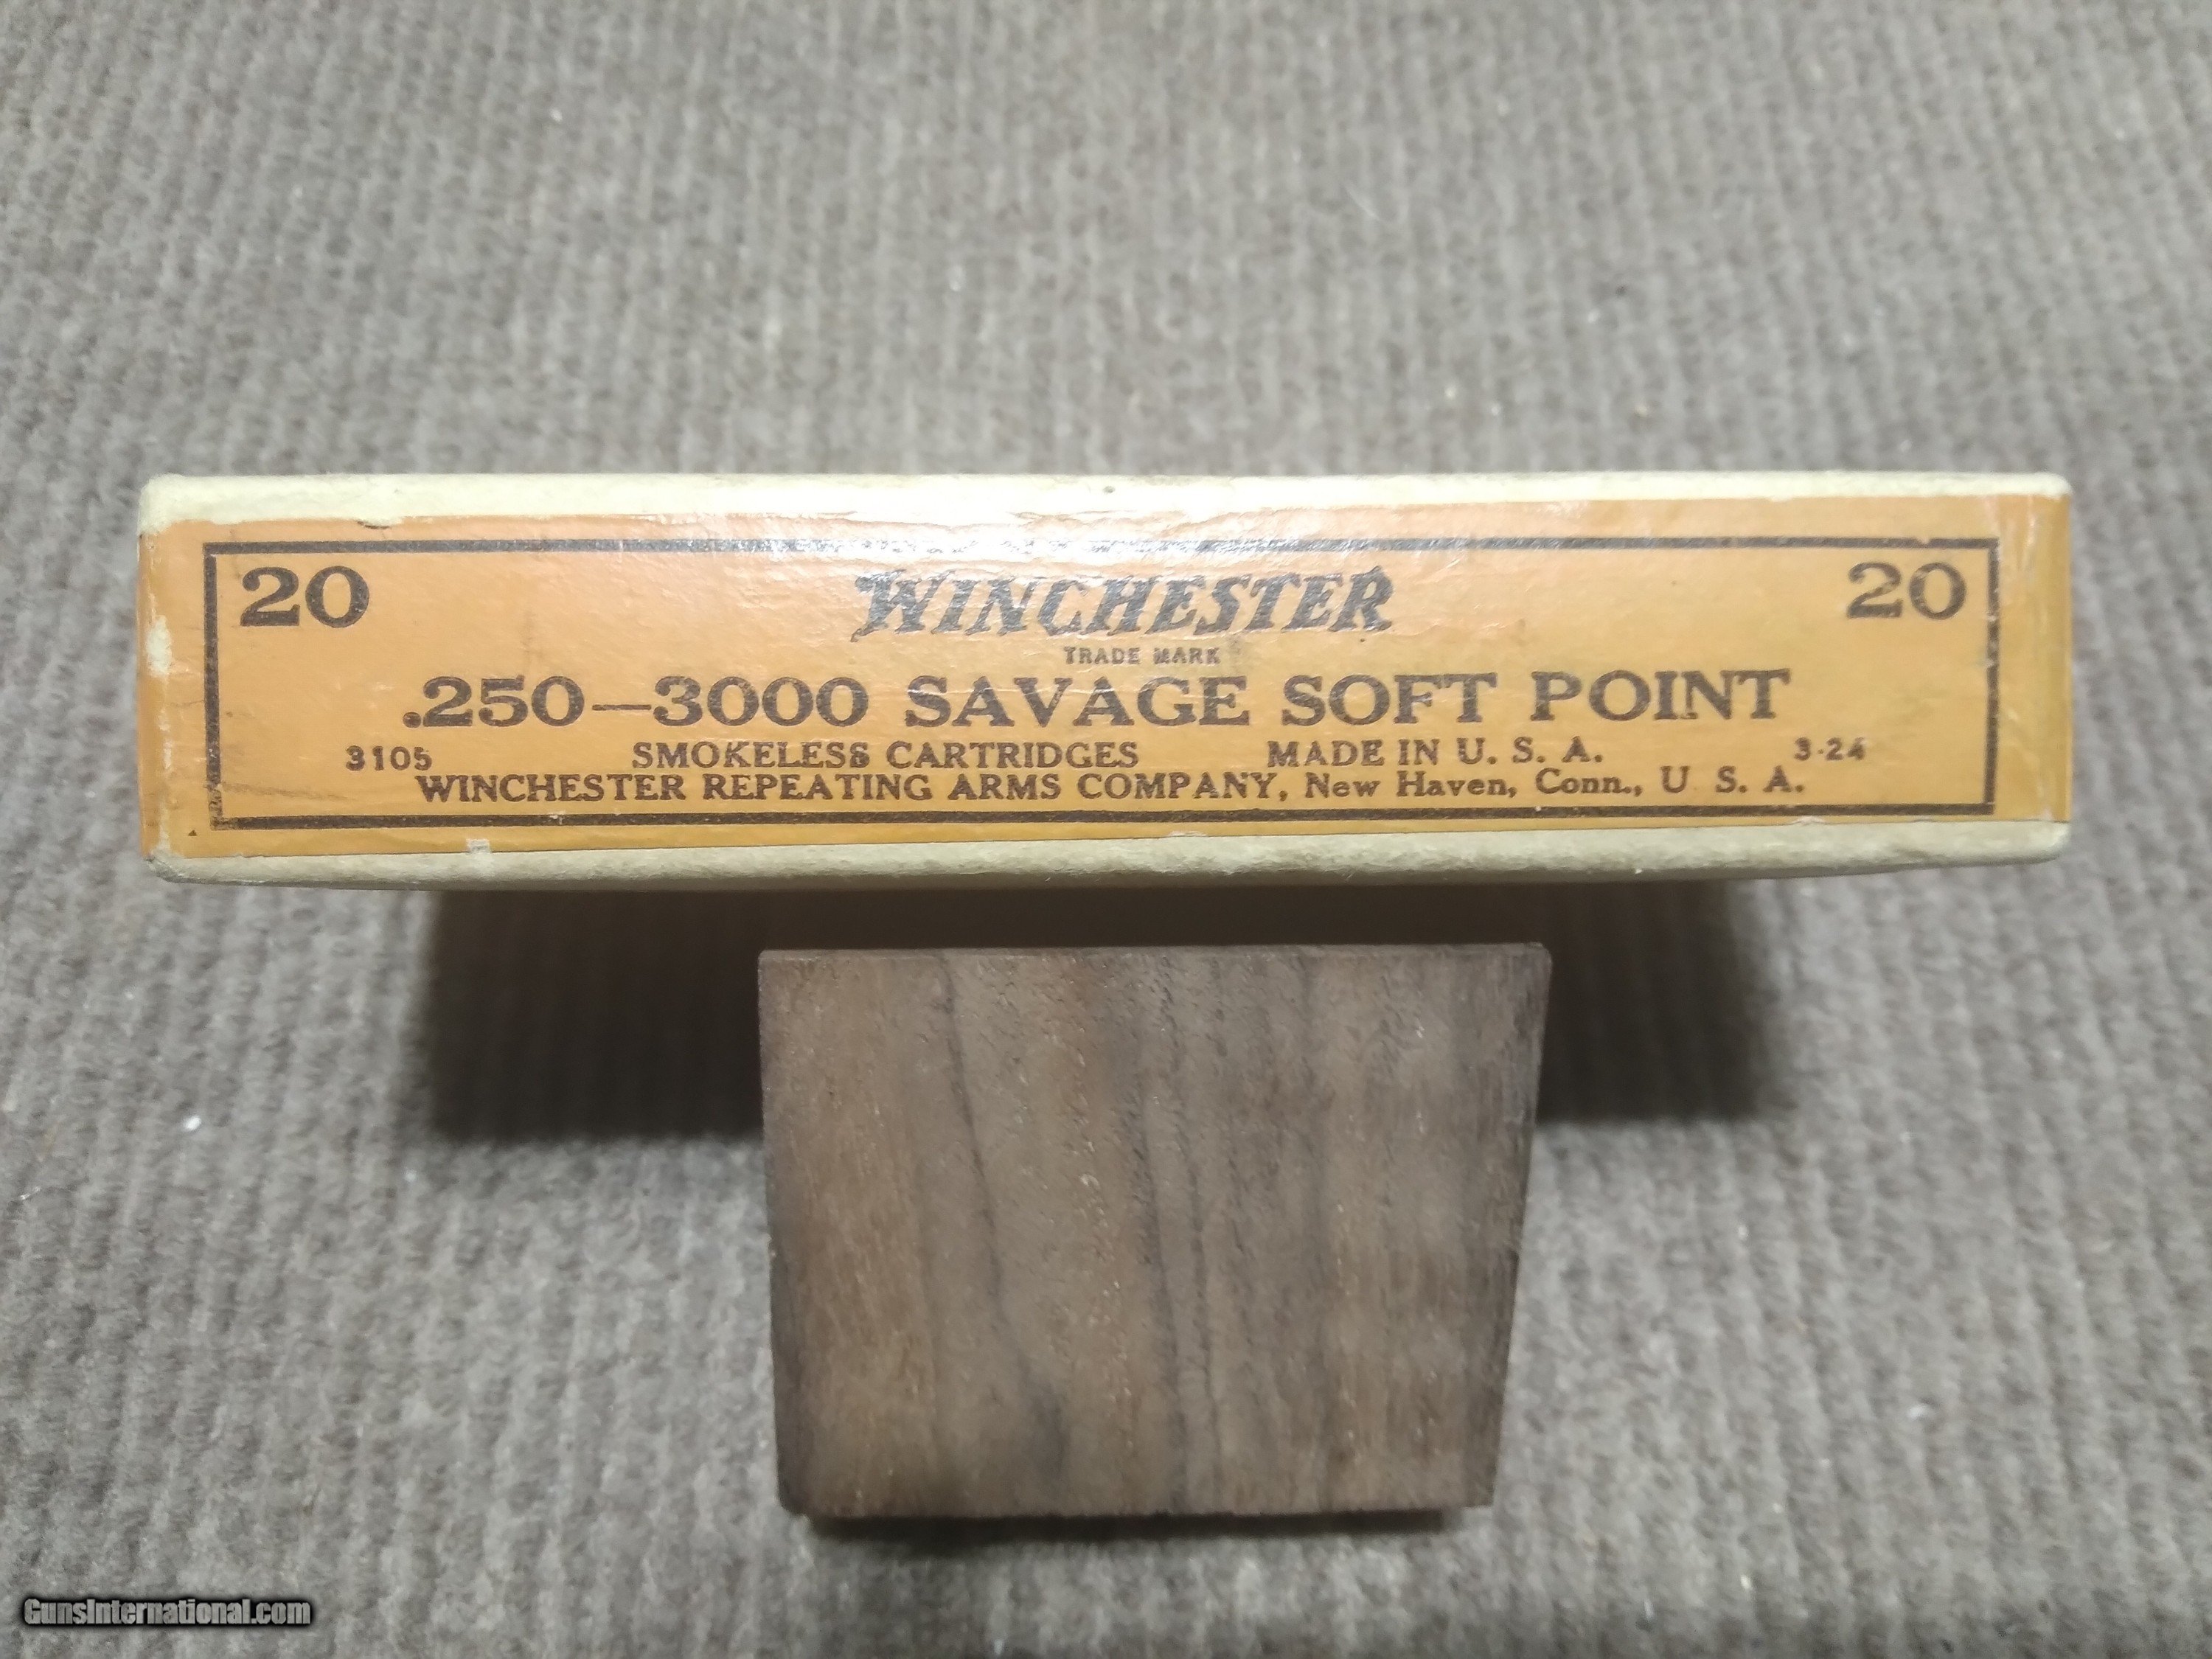 20 WINCHESTER 20
TRADE MARK
.250—3000 SAVAGE SOFT POINT
3105 SMOKELESS CARTRIDGES MADE IN U. S. A. 3-24
WINCHESTER REPEATING ARMS COMPANY, New Haven, Conn., U S. A.
GunsInternational.com